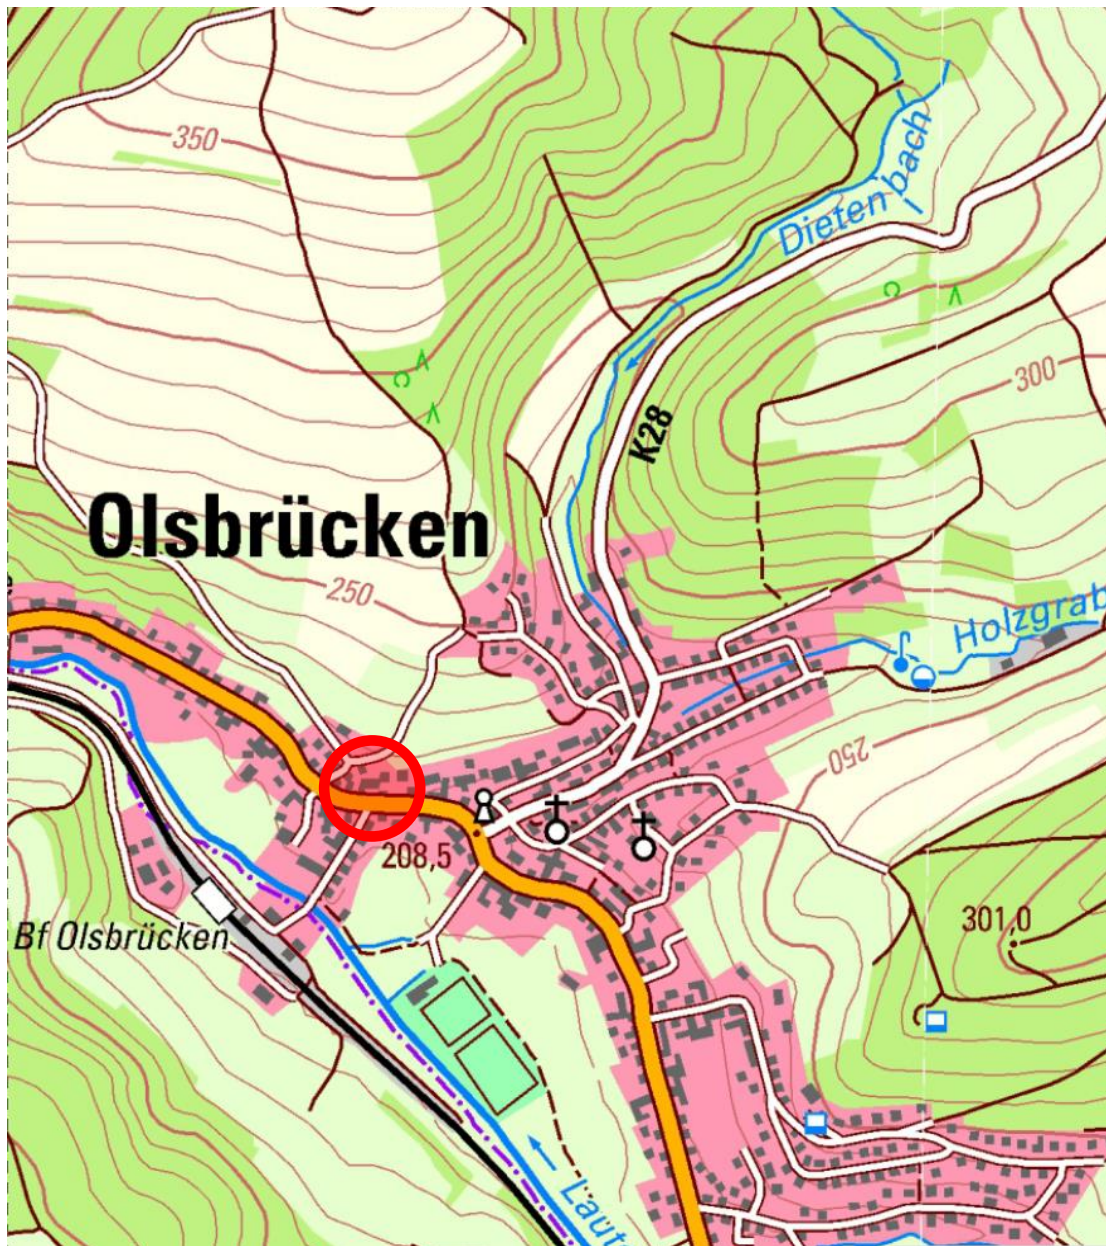 350
Dietenbach
300
K28
Olsbrücken
250
Holzgrab
250
208,5
301,0
Bf Olsbrücken
Laut